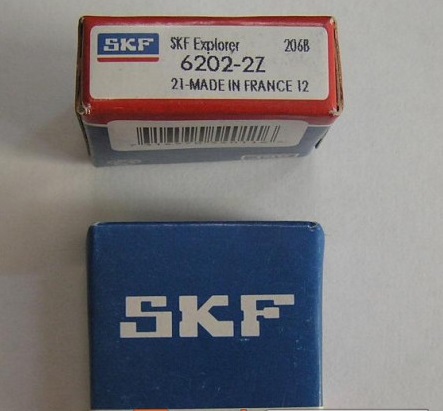 SKF
SKF Explorer 206B
6202-2Z
21-MADE IN FRANCE 12
SKF